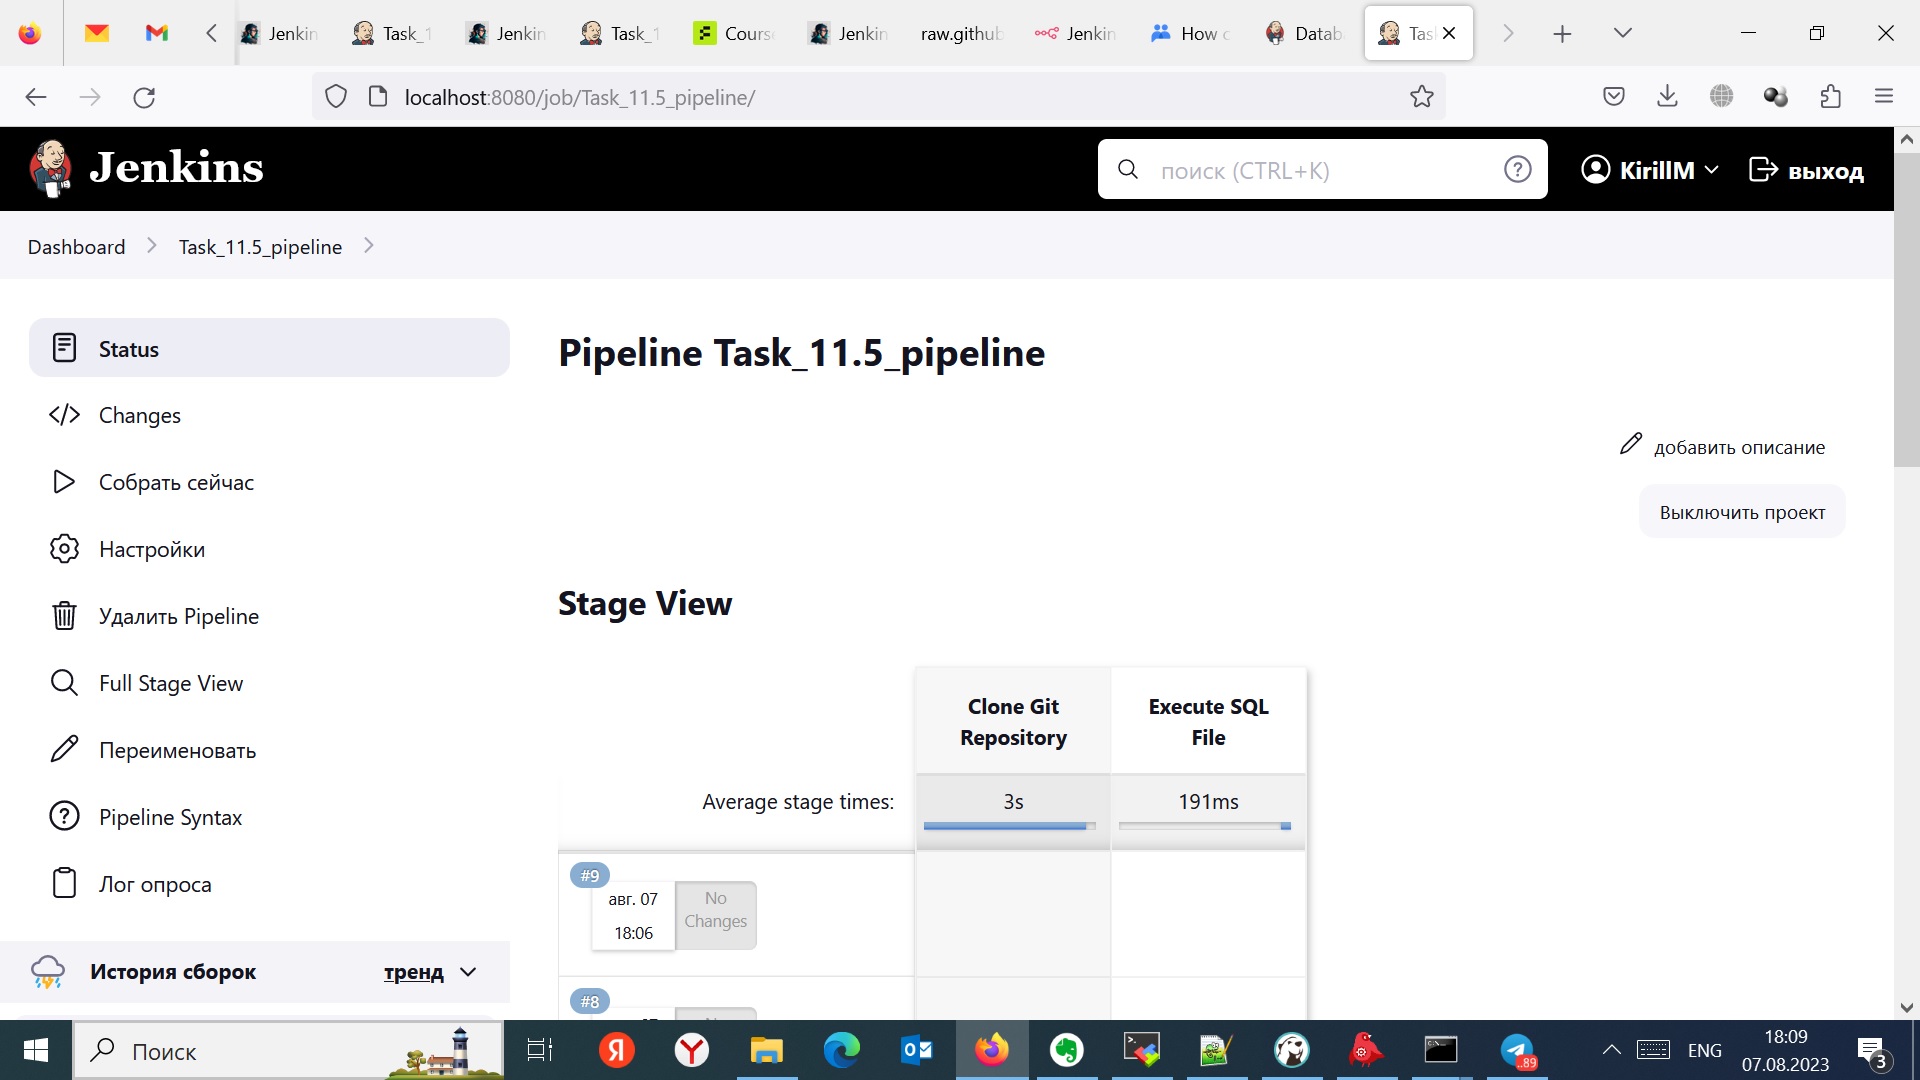 Jenkin
Task_1
Jenkin
Task_1
Cours
Jenkin
raw.github
Jenkin
How c
Datab
Tas
localhost:8080/job/Task_11.5_pipeline/
Jenkins
поиск (CTRL+K)
KirillM
выход
Dashboard
Task_11.5_pipeline
Status
Changes
Собрать сейчас
Настройки
Удалить Pipeline
Full Stage View
Переименовать
Pipeline Syntax
Лог опроса
История сборок
тренд
Pipeline Task_11.5_pipeline
добавить описание
Выключить проект
Stage View
Clone Git
Repository
Execute SQL
File
Average stage times:
3s
191ms
#9
авг. 07
18:06
No
Changes
#8
Поиск
..89
ENG
18:09
07.08.2023
3